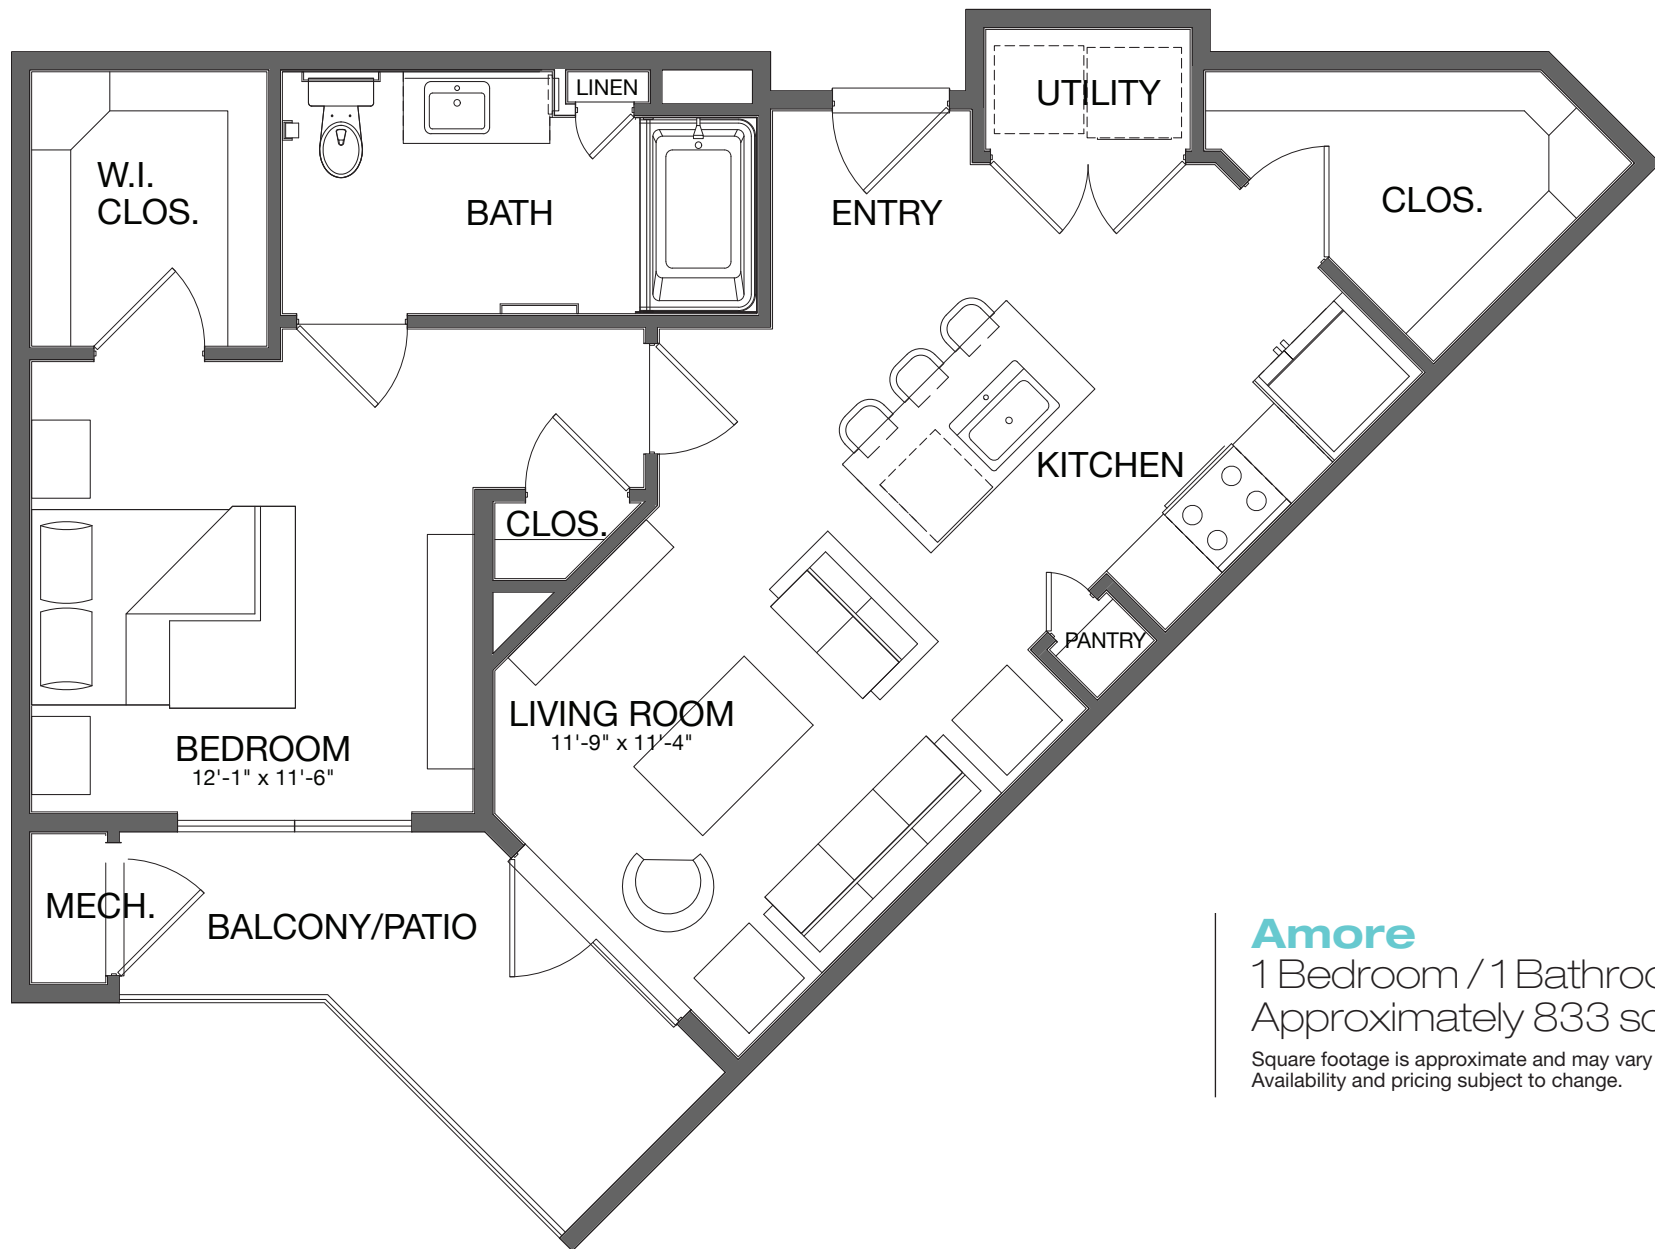 UTILITY
LINEN
W.I.
CLOS.
BATH
ENTRY
CLOS.
KITCHEN
CLOS.
PANTRY
LIVING ROOM
11'-9" x 11'-4"
BEDROOM
12'-1" x 11'-6"
MECH.
BALCONY/PATIO
Amore
1 Bedroom / 1
Approximately 833
Square footage is approximate and may vary
Availability and pricing subject to change.